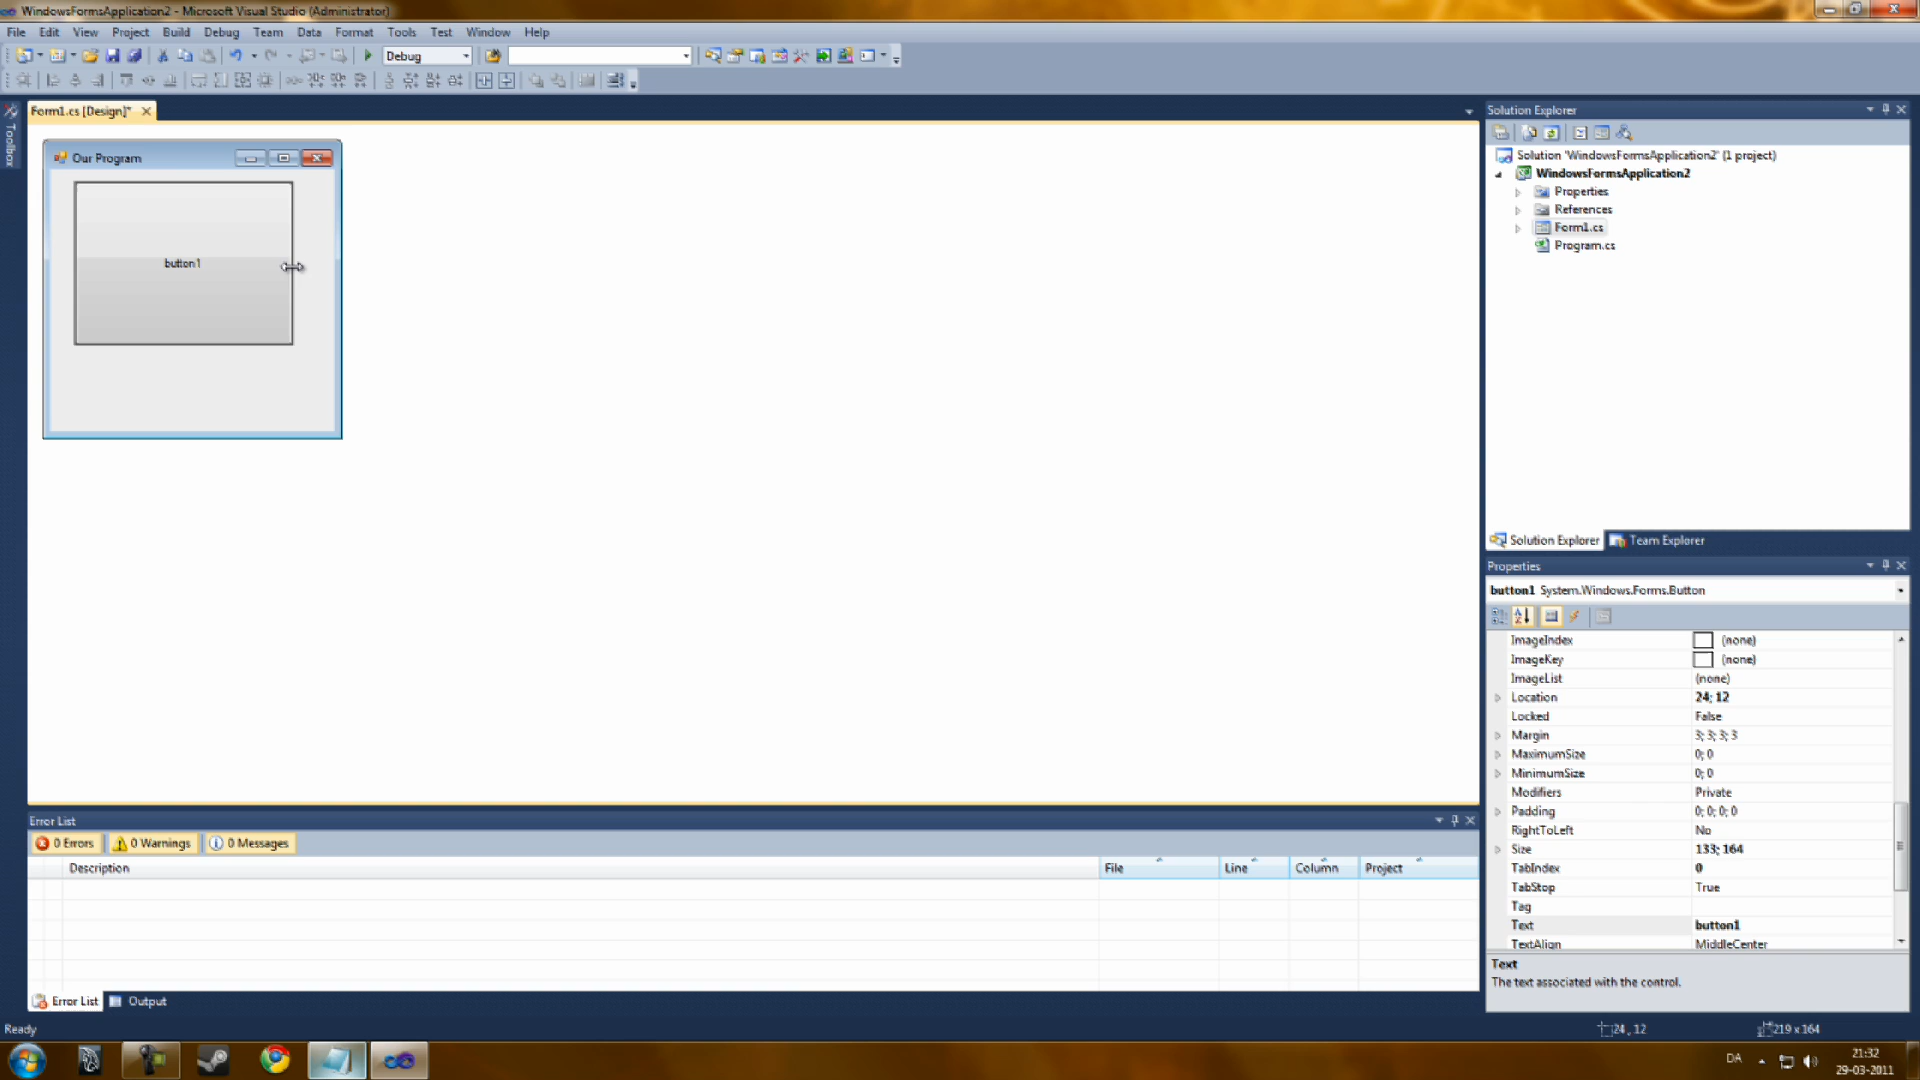 WindowsFormsApplication2 - Microsoft Visual Studio (Administrator)
File Edit View Project Build Debug Team Data Format Tools Test Window Help
Debug
Toolbox
Form1.cs [Design]*
Our Program
button1
Solution Explorer
Solution 'WindowsFormsApplication2' (1 project)
WindowsFormsApplication2
Properties
References
Form1.cs
Program.cs
Solution Explorer Team Explorer
Properties
button1 System.Windows.Forms.Button
ImageIndex (none)
ImageKey (none)
ImageList (none)
Location 24; 12
Locked False
Margin 3; 3; 3; 3
MaximumSize 0; 0
MinimumSize 0; 0
Modifiers Private
Padding 0; 0; 0; 0
RightToLeft No
Size 133; 164
TabIndex 0
TabStop True
Tag
Text button1
TextAlign MiddleCenter
Text
The text associated with the control.
Error List
0 Errors 0 Warnings 0 Messages
Description File Line Column Project
Error List Output
Ready 24 , 12 219 x 164
DA 21:32
29-03-2011